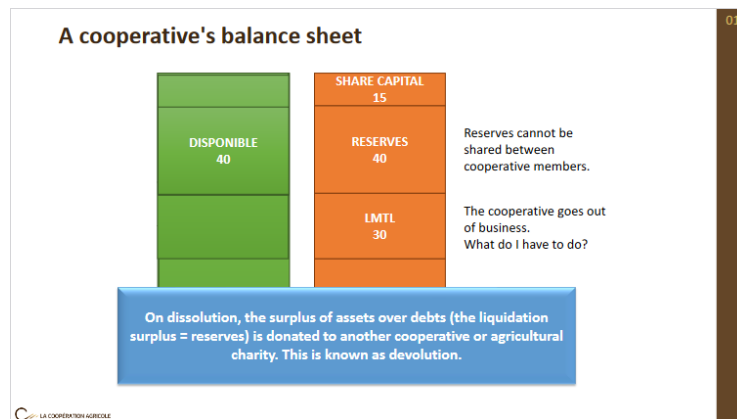 01
A cooperative's balance sheet
SHARE CAPITAL
15
DISPONIBLE
40
RESERVES
40
Reserves cannot be
shared between
cooperative members.
LMTL
30
The cooperative goes out
of business.
What do I have to do?
On dissolution, the surplus of assets over debts (the liquidation
surplus = reserves) is donated to another cooperative or agricultural
charity. This is known as devolution.
LA COOPÉRATION AGRICOLE